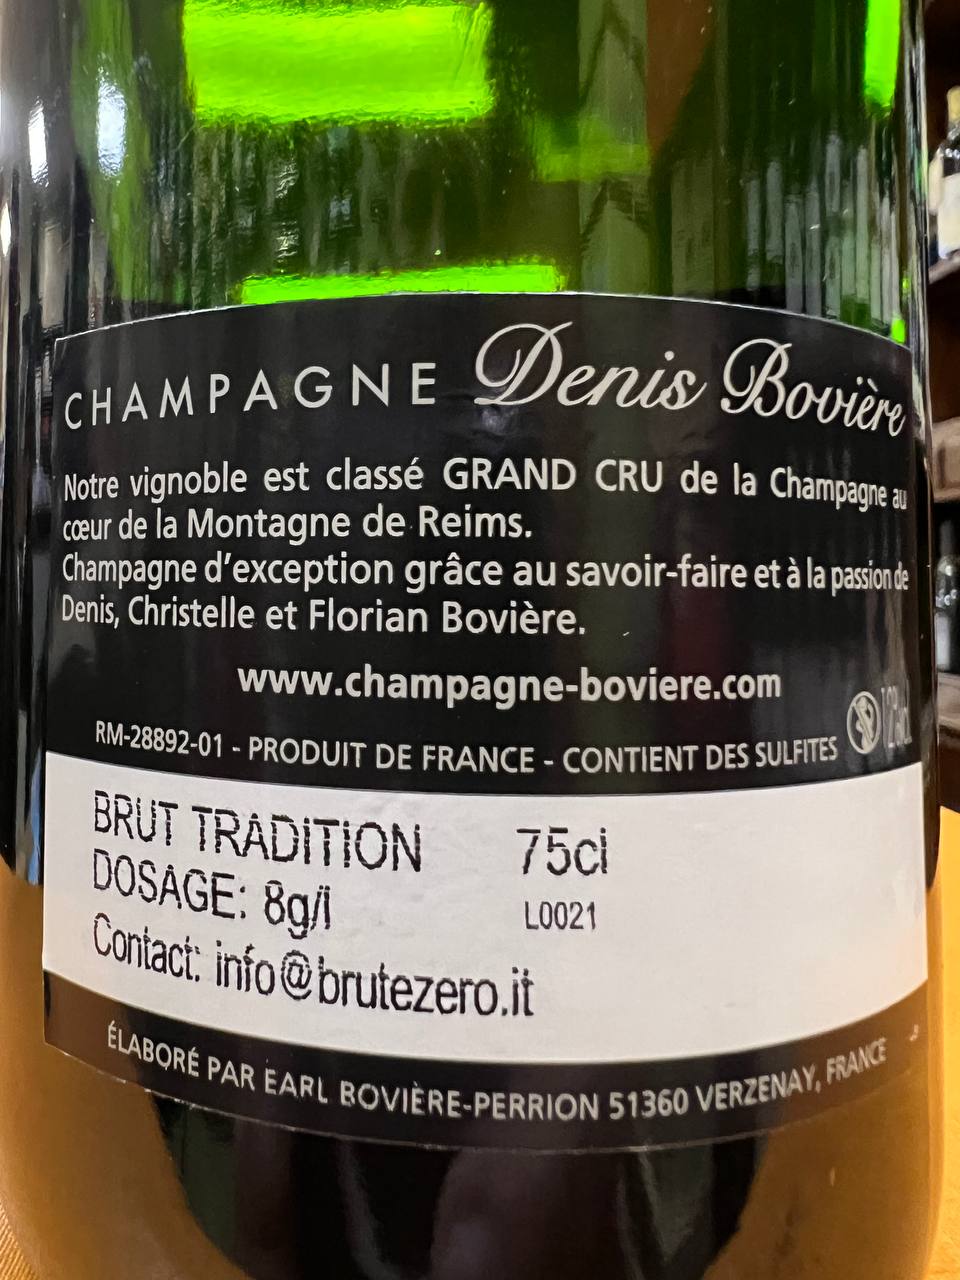 CHAMPAGNE Denis Bovière
Notre vignoble est classé GRAND CRU de la Champagne au
cœur de la Montagne de Reims.
Champagne d'exception grâce au savoir-faire et à la passion de
Denis, Christelle et Florian Bovière.
www.champagne-boviere.com
RM-28892-01 - PRODUIT DE FRANCE - CONTIENT DES SULFITES
BRUT TRADiTiON 75cl
DOSAGE: 8g/l L0021
Contact: info@brutezero.it
ÉLABORÉ PAR EARL BOVIÈRE-PERRION 51360 VERZENAY, FRANCE